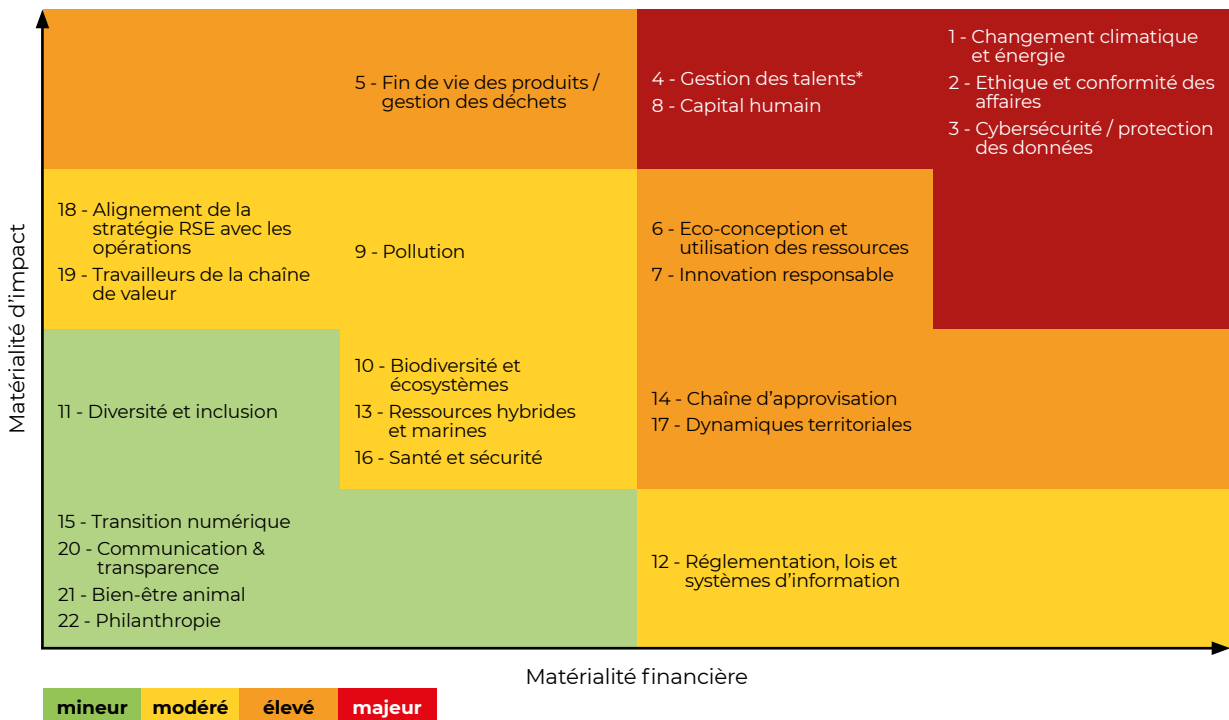 Matérialité d’impact
1 - Changement climatique
et énergie
2 - Ethique et conformité des
affaires
3 - Cybersécurité / protection
des données
4 - Gestion des talents*
8 - Capital humain
5 - Fin de vie des produits /
gestion des déchets
18 - Alignement de la
stratégie RSE avec les
opérations
19 - Travailleurs de la chaîne
de valeur
9 - Pollution
6 - Eco-conception et
utilisation des ressources
7 - Innovation responsable
11 - Diversité et inclusion
10 - Biodiversité et
écosystèmes
13 - Ressources hybrides
et marines
16 - Santé et sécurité
14 - Chaîne d’approvisation
17 - Dynamiques territoriales
15 - Transition numérique
20 - Communication &
transparence
21 - Bien-être animal
22 - Philanthropie
12 - Réglementation, lois et
systèmes d’information
Matérialité financière
mineur modéré élevé majeur